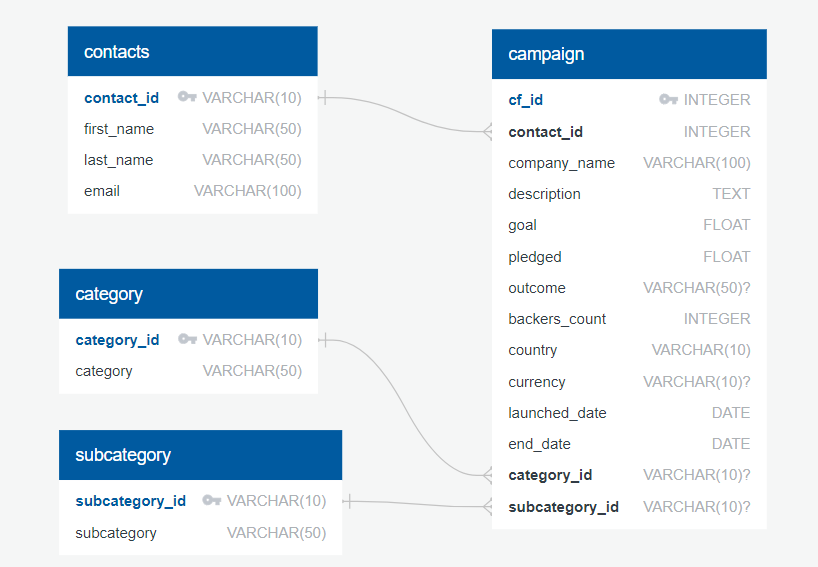 contacts
contact_id VARCHAR(10)
first_name VARCHAR(50)
last_name VARCHAR(50)
email VARCHAR(100)
category
category_id VARCHAR(10)
category VARCHAR(50)
subcategory
subcategory_id VARCHAR(10)
subcategory VARCHAR(50)
campaign
cf_id INTEGER
contact_id INTEGER
company_name VARCHAR(100)
description TEXT
goal FLOAT
pledged FLOAT
outcome VARCHAR(50)?
backers_count INTEGER
country VARCHAR(10)
currency VARCHAR(10)?
launched_date DATE
end_date DATE
category_id VARCHAR(10)?
subcategory_id VARCHAR(10)?